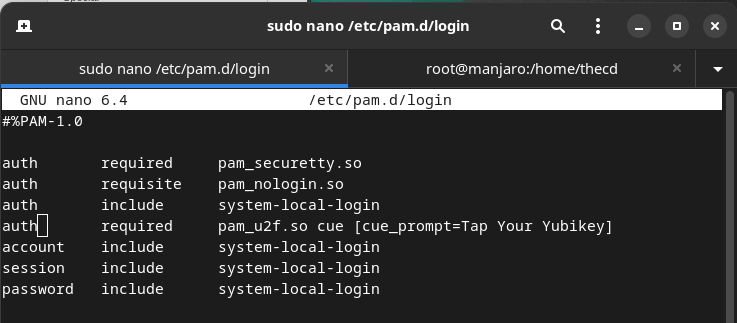 sudo nano /etc/pam.d/login
sudo nano /etc/pam.d/login × root@manjaro:/home/thecd ×
GNU nano 6.4 /etc/pam.d/login
#%PAM-1.0
auth required pam_securetty.so
auth requisite pam_nologin.so
auth include system-local-login
auth required pam_u2f.so cue [cue_prompt=Tap Your Yubikey]
account include system-local-login
session include system-local-login
password include system-local-login